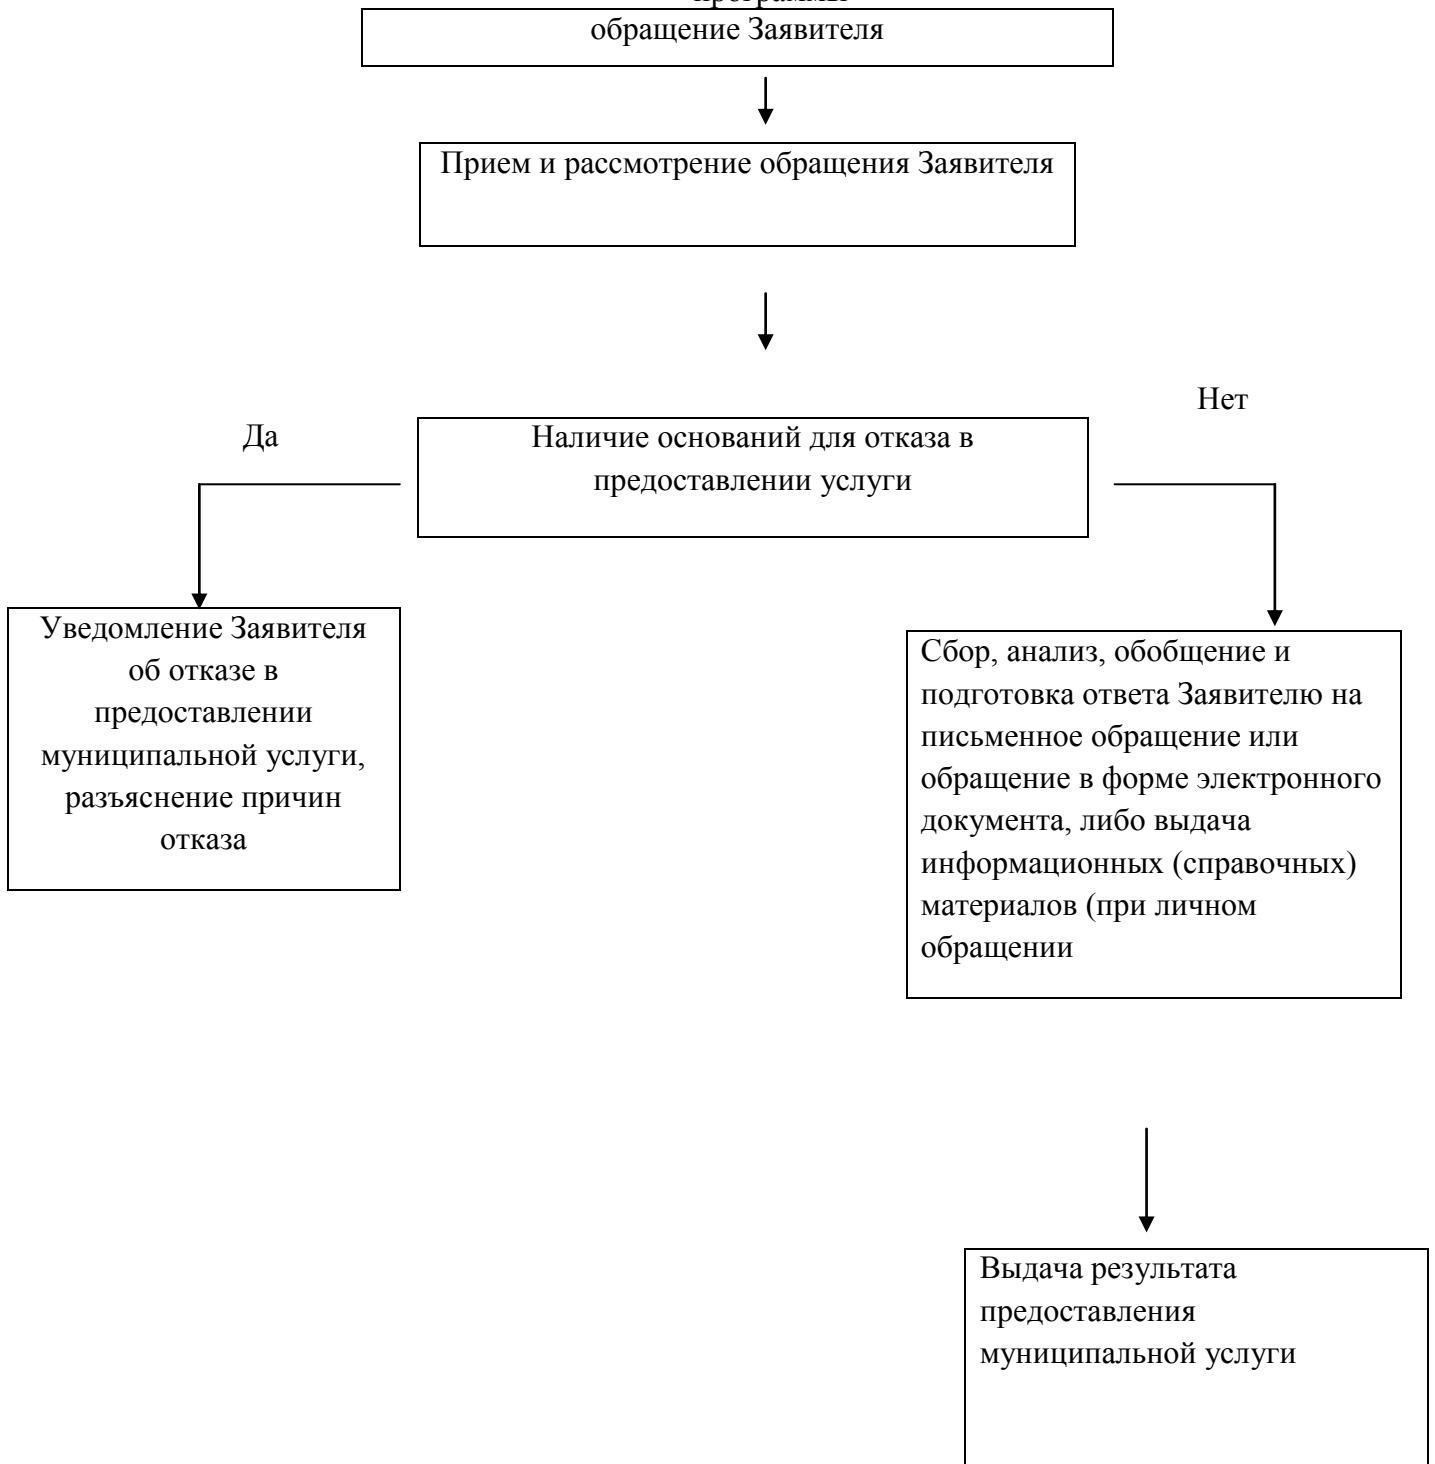 обращение Заявителя
Прием и рассмотрение обращения Заявителя
Нет
Да
Наличие оснований для отказа в
предоставлении услуги
Уведомление Заявителя
об отказе в
предоставлении
муниципальной услуги,
разъяснение причин
отказа
Сбор, анализ, обобщение и
подготовка ответа Заявителю на
письменное обращение или
обращение в форме электронного
документа, либо выдача
информационных (справочных)
материалов (при личном
обращении
Выдача результата
предоставления
муниципальной услуги